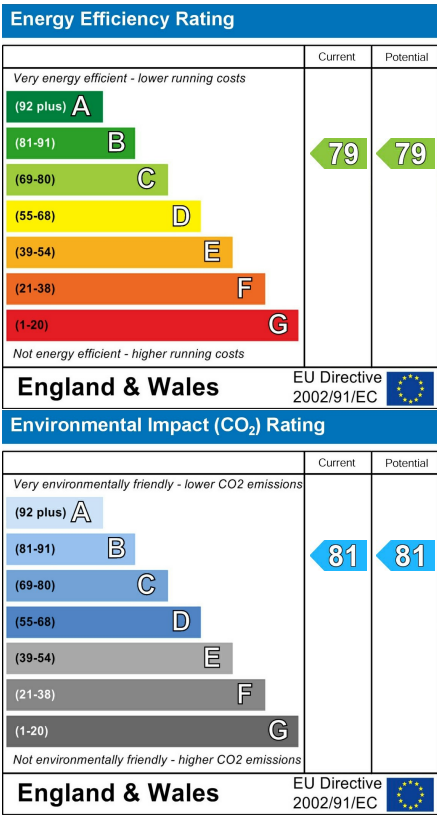 Energy Efficiency Rating
Current Potential
Very energy efficient - lower running costs
(92 plus) A
(81-91) B
79 79
(69-80) C
(55-68) D
(39-54) E
(21-38) F
(1-20) G
Not energy efficient - higher running costs
England & Wales
EU Directive
2002/91/EC
Environmental Impact (CO₂) Rating
Current Potential
Very environmentally friendly - lower CO2 emissions
(92 plus) A
(81-91) B
81 81
(69-80) C
(55-68) D
(39-54) E
(21-38) F
(1-20) G
Not environmentally friendly - higher CO2 emissions
England & Wales
EU Directive
2002/91/EC